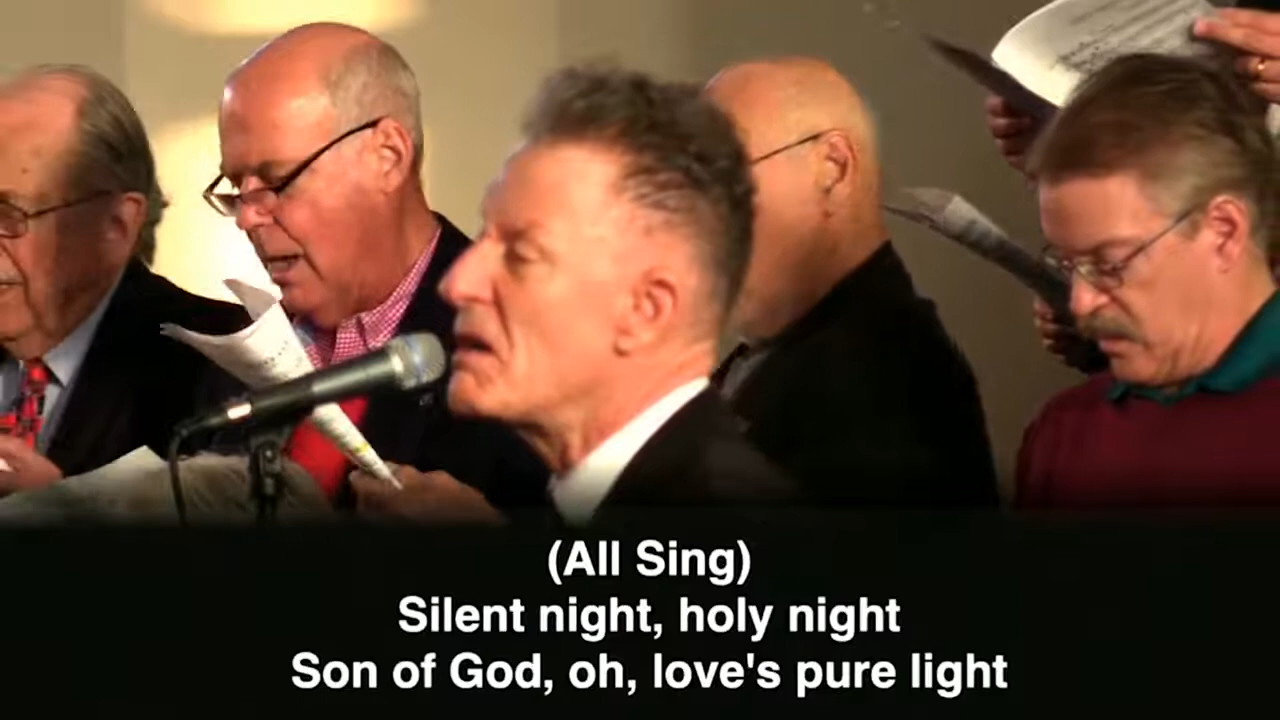 (All Sing)
Silent night, holy night
Son of God, oh, love's pure light